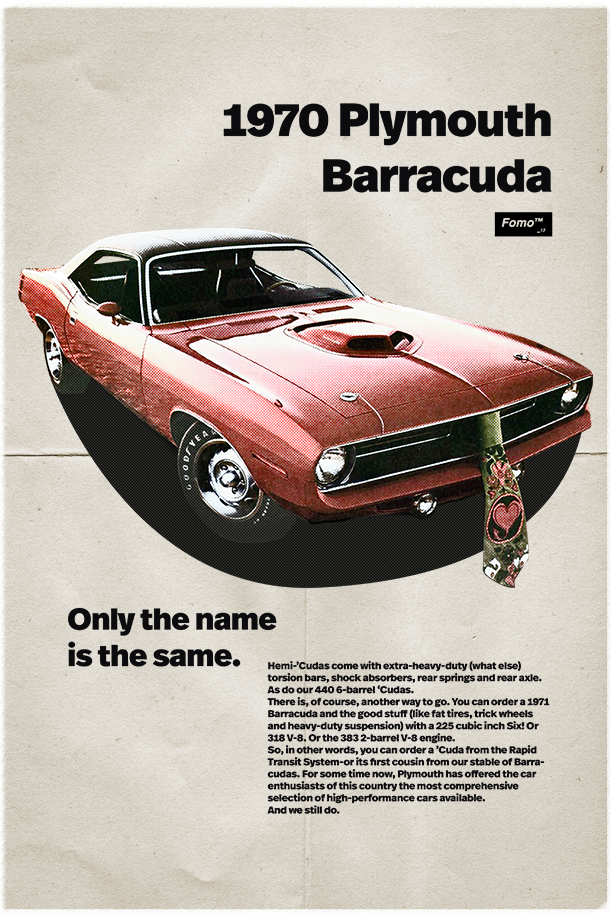 1970 Plymouth
Barracuda
Fomo™
_13
GOODYEAR
Only the name
is the same.
Hemi-’Cudas come with extra-heavy-duty (what else)
torsion bars, shock absorbers, rear springs and rear axle.
As do our 440 6-barrel ‘Cudas.
There is, of course, another way to go. You can order a 1971
Barracuda and the good stuff (like fat tires, trick wheels
and heavy-duty suspension) with a 225 cubic inch Six! Or
318 V-8. Or the 383 2-barrel V-8 engine.
So, in other words, you can order a ’Cuda from the Rapid
Transit System-or its first cousin from our stable of Barra-
cudas. For some time now, Plymouth has offered the car
enthusiasts of this country the most comprehensive
selection of high-performance cars available.
And we still do.